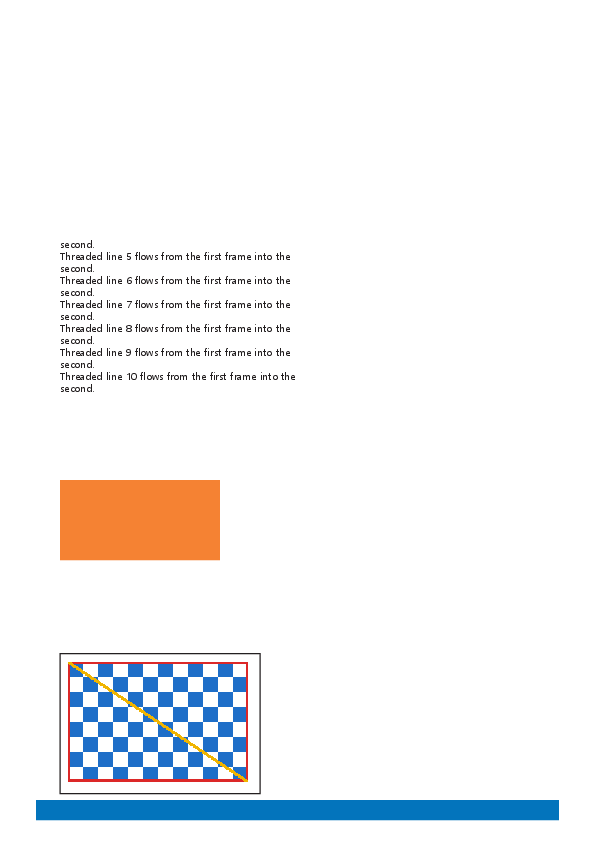 second.
Threaded line 5 flows from the first frame into the
second.
Threaded line 6 flows from the first frame into the
second.
Threaded line 7 flows from the first frame into the
second.
Threaded line 8 flows from the first frame into the
second.
Threaded line 9 flows from the first frame into the
second.
Threaded line 10 flows from the first frame into the
second.